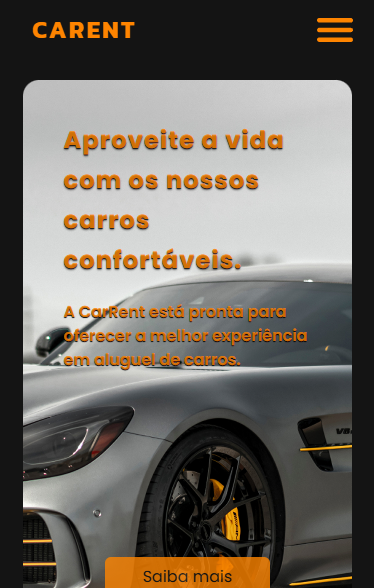 CARENT
Aproveite a vida
com os nossos
carros
confortáveis.
A CarRent está pronta para
oferecer a melhor experiência
em aluguel de carros.
Saiba mais